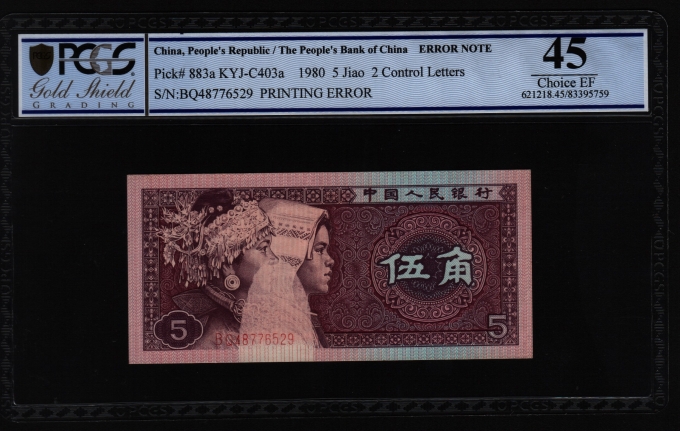 PCGS
Gold Shield
GRADING
China, People's Republic / The People's Bank of China ERROR NOTE
Pick# 883a KYJ-C403a 1980 5 Jiao 2 Control Letters
S/N:BQ48776529 PRINTING ERROR
45
Choice EF
621218.45/83395759
中国人民银行
伍角
5
BQ48776529
5